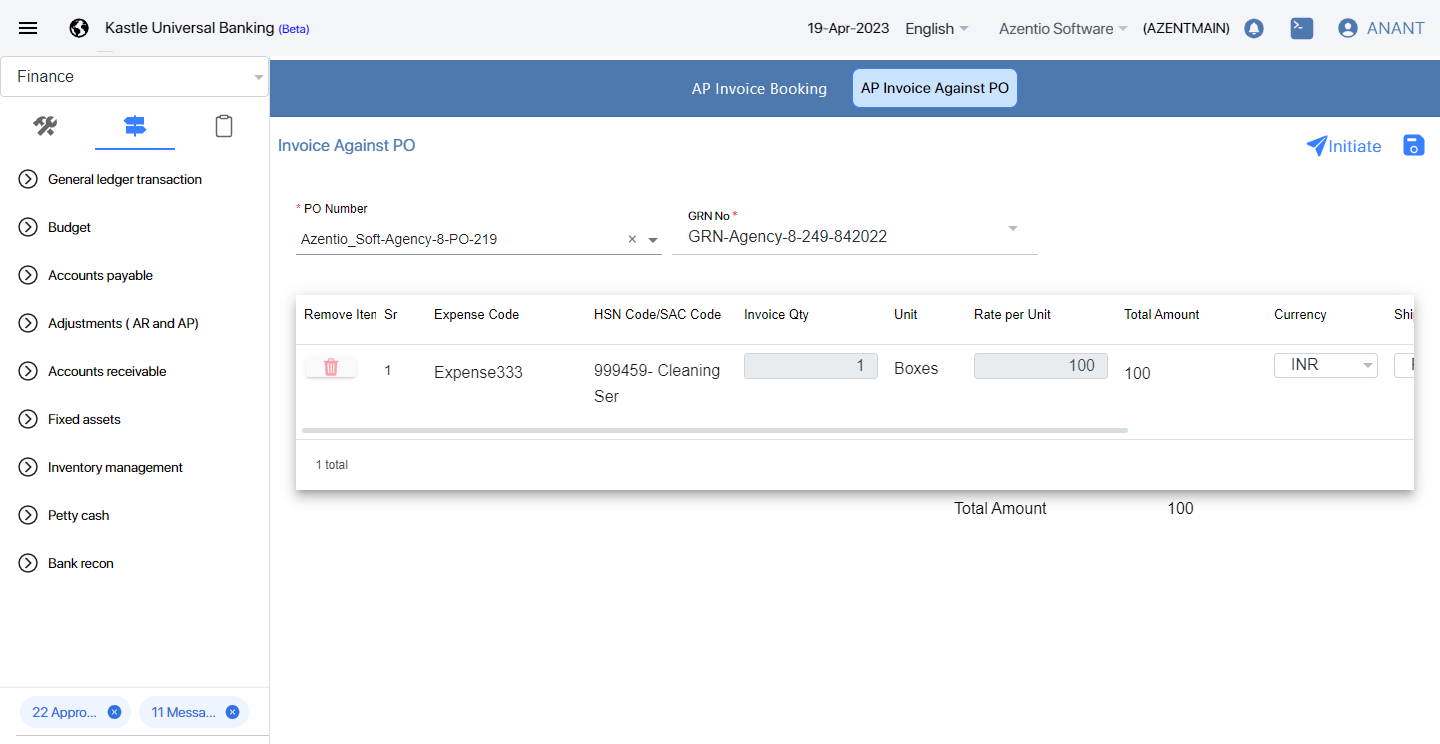 Kastle Universal Banking (Beta)
19-Apr-2023 English Azentio Software (AZENTMAIN) ANANT
Finance
AP Invoice Booking AP Invoice Against PO
Invoice Against PO
Initiate
General ledger transaction
Budget
Accounts payable
Adjustments ( AR and AP)
Accounts receivable
Fixed assets
Inventory management
Petty cash
Bank recon
22 Appro... 11 Messa...
* PO Number
Azentio_Soft-Agency-8-PO-219
GRN No *
GRN-Agency-8-249-842022
Remove Iten Sr Expense Code HSN Code/SAC Code Invoice Qty Unit Rate per Unit Total Amount Currency Shi
1 Expense333 999459- Cleaning 1 Boxes 100 100 INR
Ser
1 total
Total Amount 100